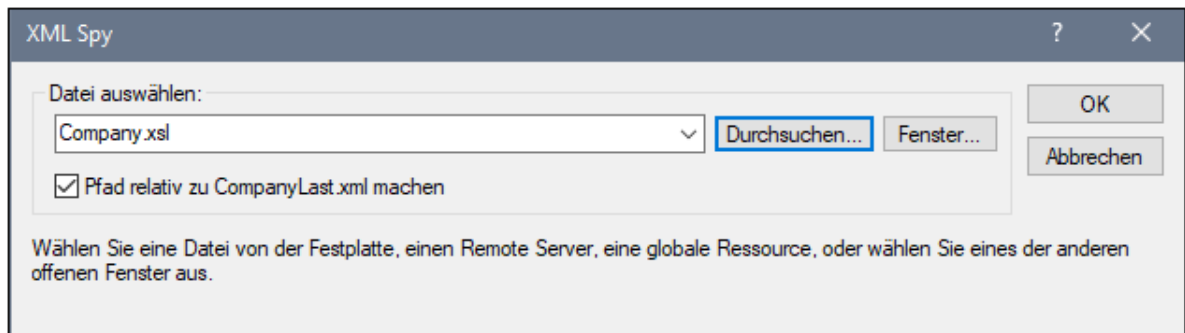 XML Spy ?
Datei auswählen:
OK
Company.xsl Durchsuchen... Fenster...
Abbrechen
Pfad relativ zu CompanyLast.xml machen
Wählen Sie eine Datei von der Festplatte, einen Remote Server, eine globale Ressource, oder wählen Sie eines der anderen
offenen Fenster aus.